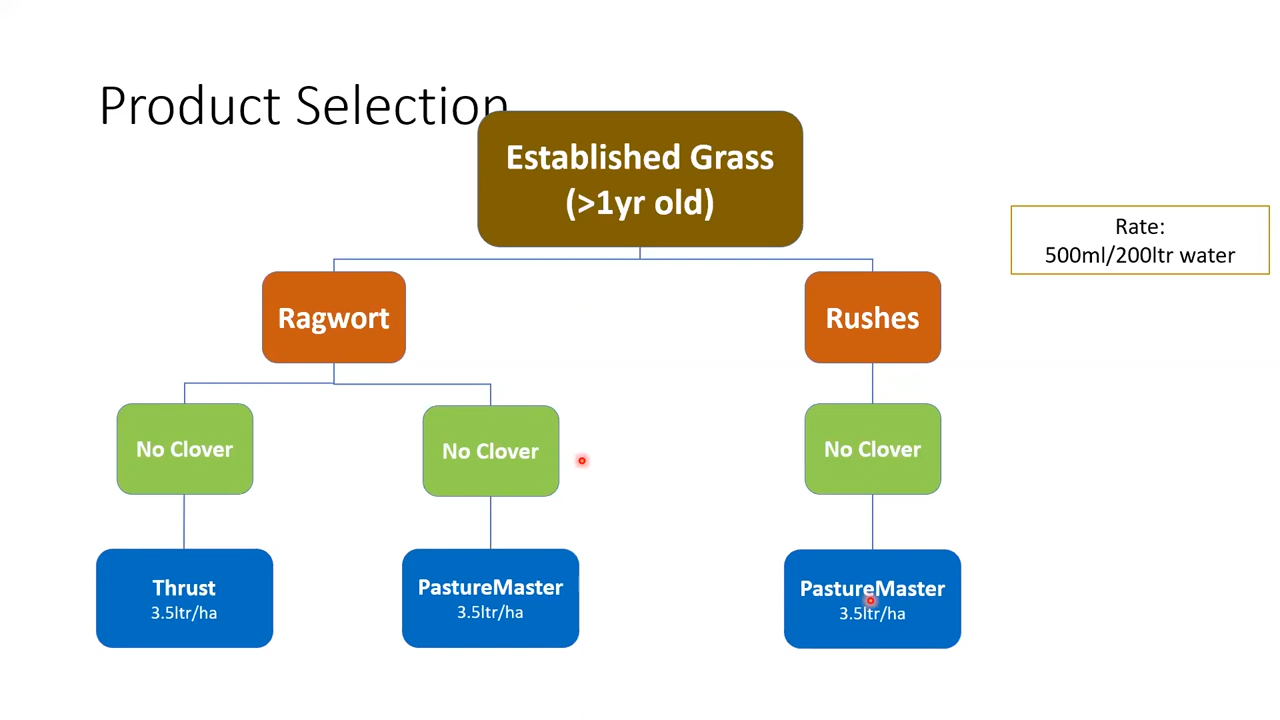 Product Selection
Established Grass
(>1yr old)
Rate:
500ml/200ltr water
Ragwort
Rushes
No Clover
No Clover
No Clover
Thrust
3.5ltr/ha
PastureMaster
3.5ltr/ha
PastureMaster
3.5ltr/ha